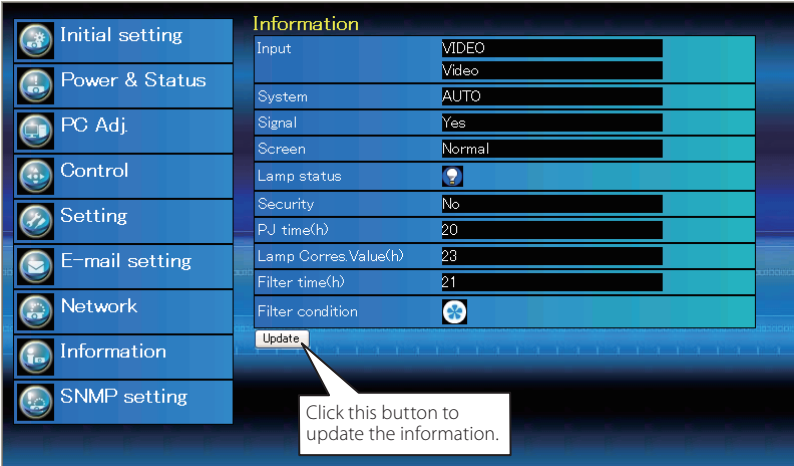 Initial setting
Power & Status
PC Adj.
Control
Setting
E-mail setting
Network
Information
SNMP setting
Information
Input VIDEO
Video
System AUTO
Signal Yes
Screen Normal
Lamp status
Security No
PJ time(h) 20
Lamp Corres.Value(h) 23
Filter time(h) 21
Filter condition
Update
Click this button to
update the information.